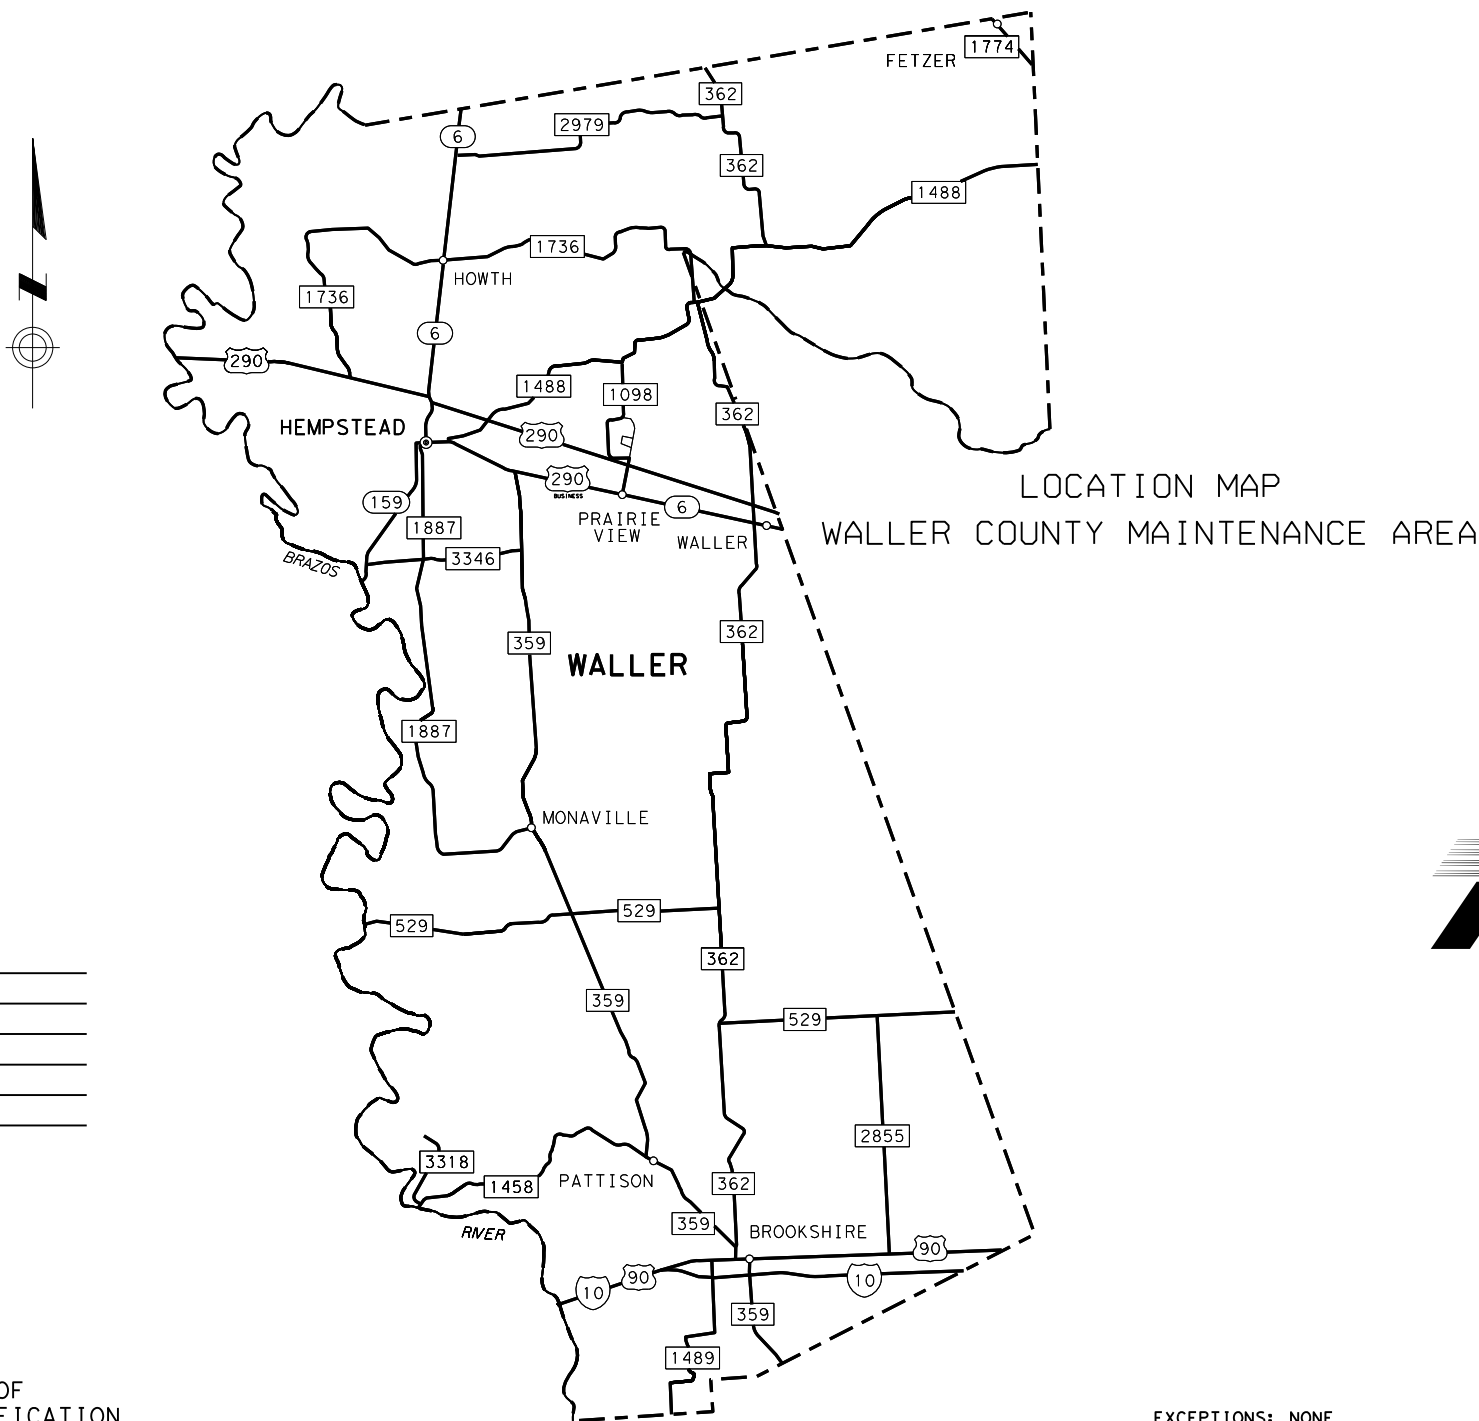 FETZER
1774
362
6
2979
362
1488
1736
HOWTH
1736
6
290
1488
1098
362
HEMPSTEAD
290
290
BUSINESS
159
6
1887
PRAIRIE
VIEW
WALLER
LOCATION MAP
WALLER COUNTY MAINTENANCE AREA
BRAZOS
3346
362
359
WALLER
1887
MONAVILLE
529
529
362
359
529
2855
3318
1458
PATTISON
362
359
RIVER
BROOKSHIRE
90
90
10
10
359
1489
OF
FICATION
EXCEPTIONS: NONE